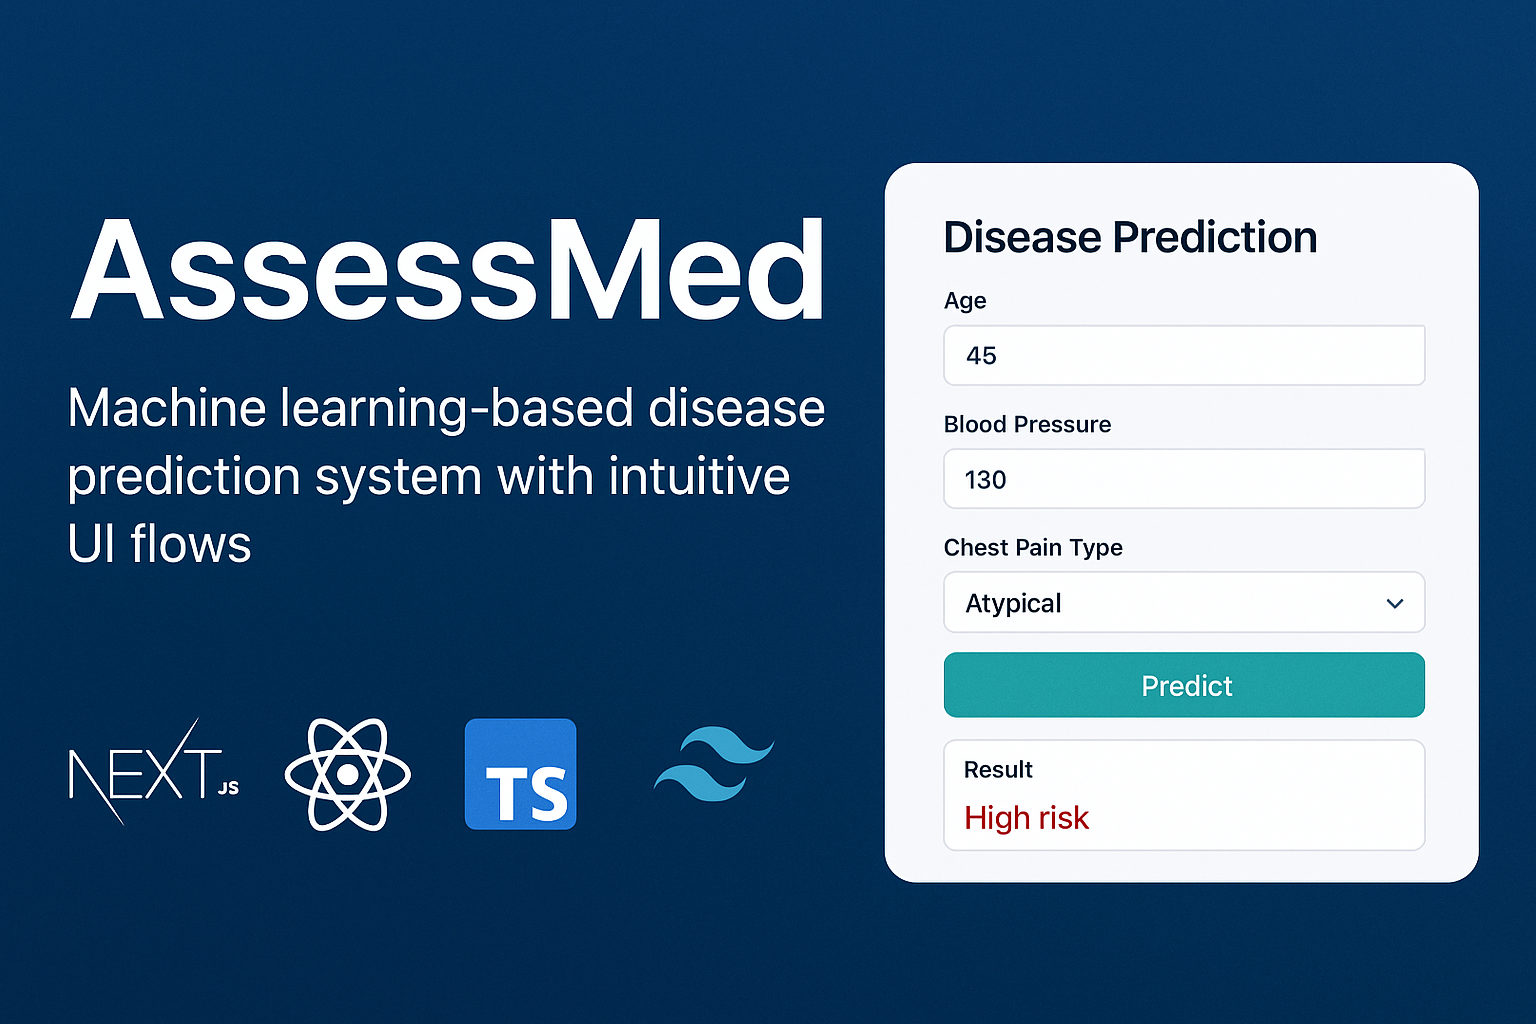 AssessMed
Machine learning-based disease
prediction system with intuitive
UI flows
NEXT.JS
TS
Disease Prediction
Age
45
Blood Pressure
130
Chest Pain Type
Atypical
Predict
Result
High risk